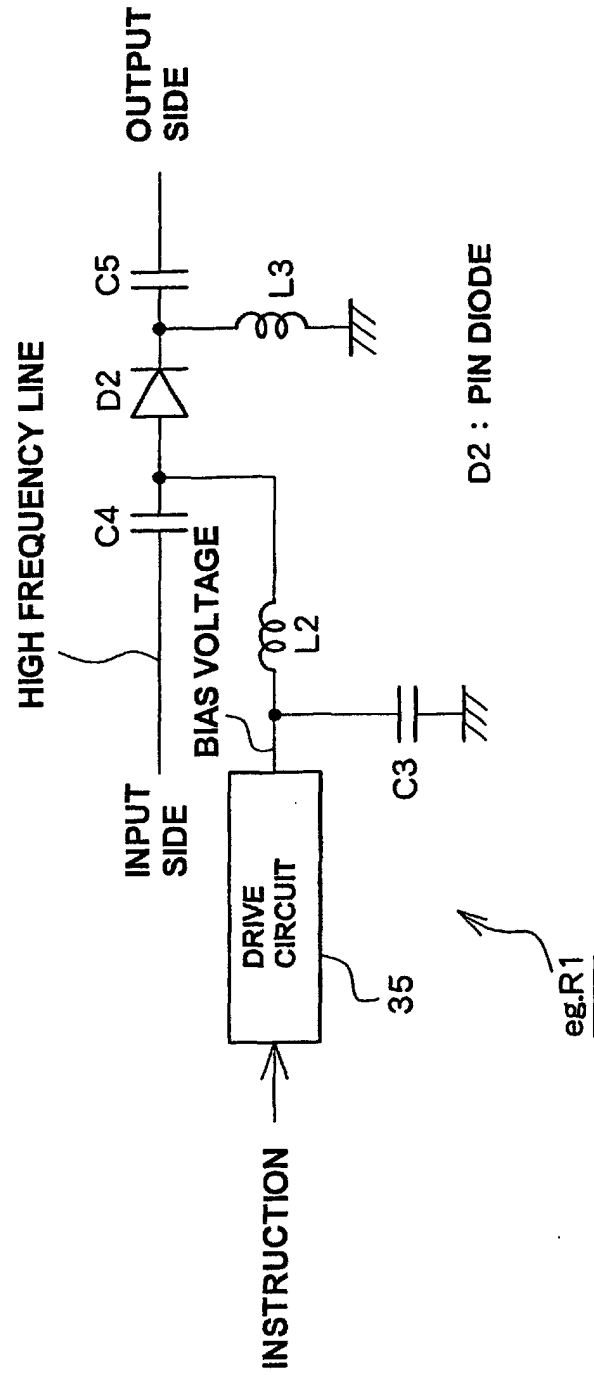 HIGH FREQUENCY LINE
INPUT
SIDE
C4
D2
C5
OUTPUT
SIDE
BIAS VOLTAGE
L2
L3
INSTRUCTION
DRIVE
CIRCUIT
35
C3
D2 : PIN DIODE
eg.R1